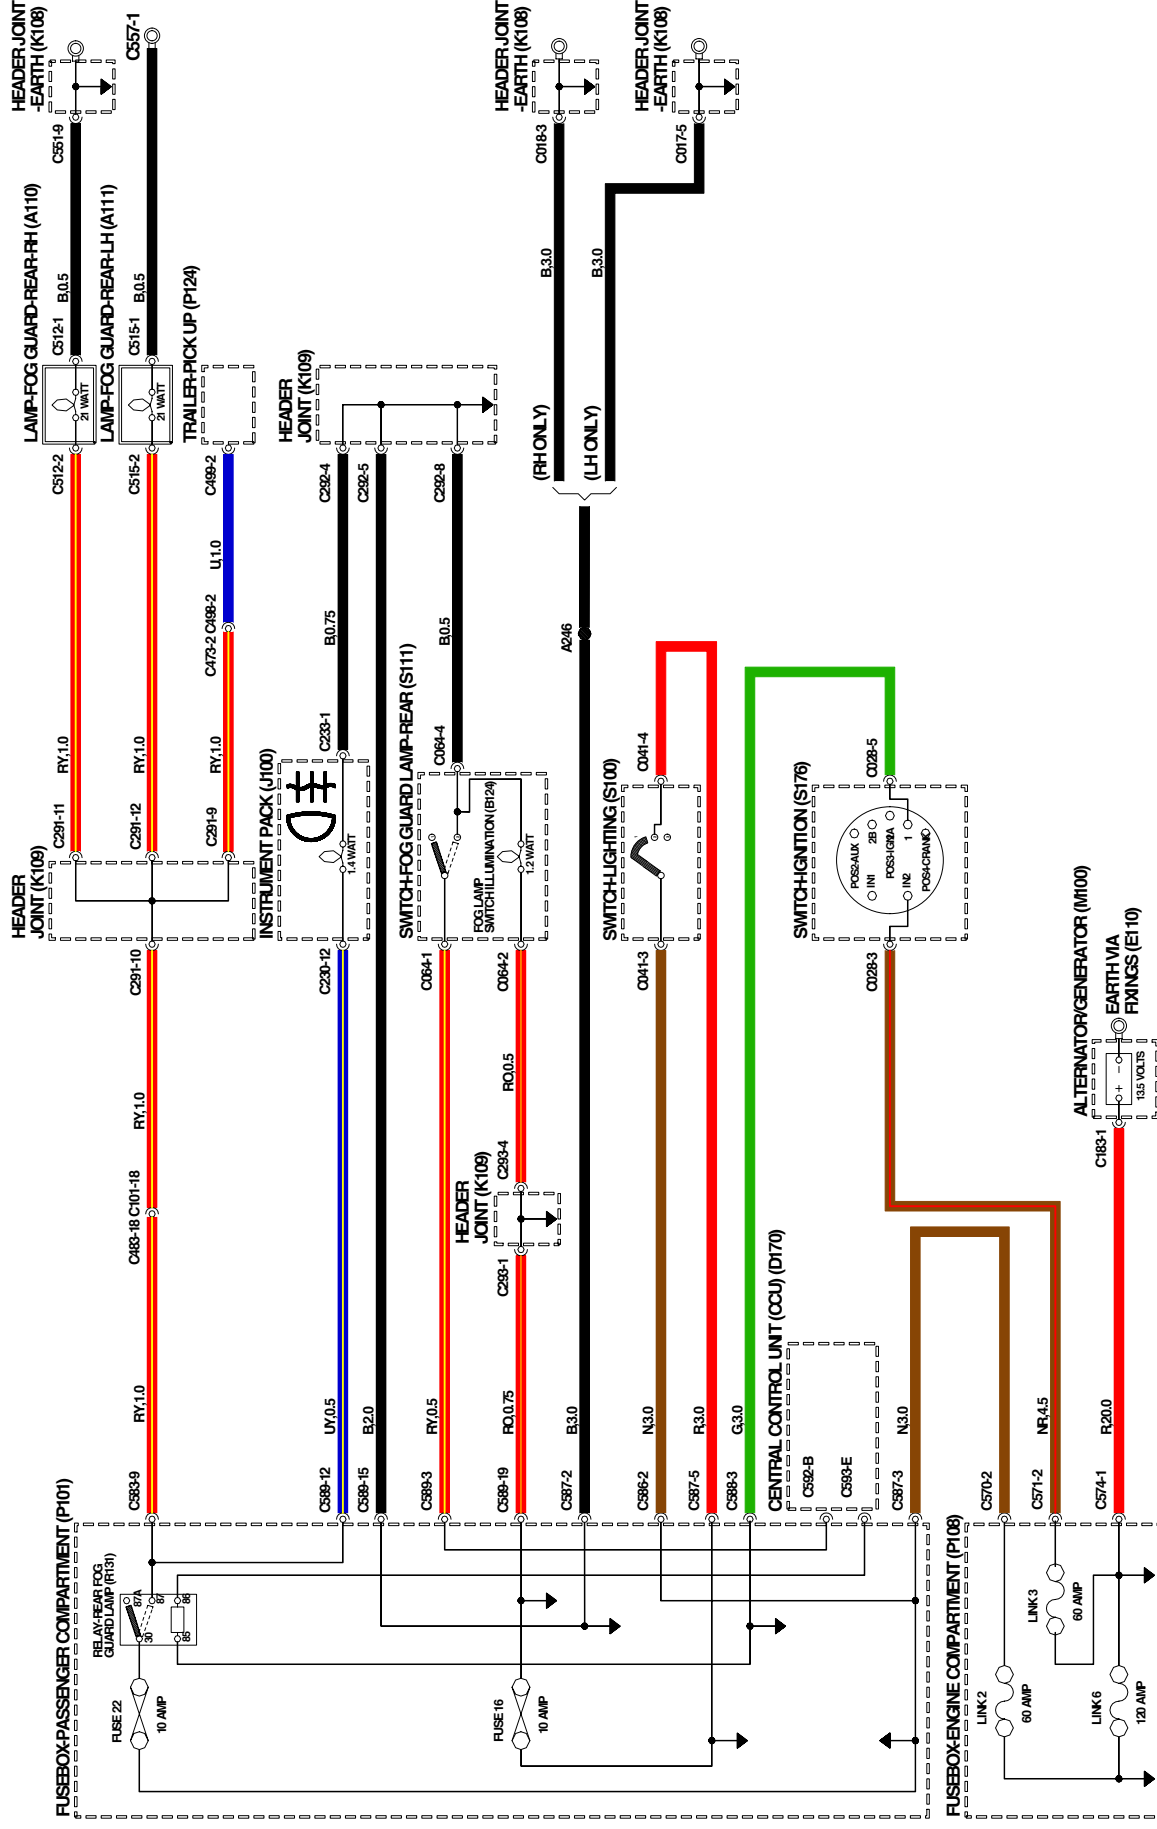 HEADER JOINT
-EARTH (K108)
C551-9
C557-1
HEADER JOINT
-EARTH (K108)
C018-3
HEADER JOINT
-EARTH (K108)
C017-5
LAMP-FOG GUARD-REAR-RH (A110)
C512-1
B,0.5
21 WATT
C512-2
LAMP-FOG GUARD-REAR-LH (A111)
C515-1
B,0.5
21 WATT
C515-2
TRAILER-PICK UP (P124)
C499-2
U,1.0
C473-2 C498-2
RY,1.0
RY,1.0
RY,1.0
C291-11
C291-12
C291-9
HEADER
JOINT (K109)
C291-10
RY,1.0
C483-18 C101-18
RY,1.0
C583-9
HEADER
JOINT (K109)
C292-4
C292-5
C292-8
B,0.75
B,0.5
(RH ONLY)
(LH ONLY)
B,3.0
B,3.0
A246
INSTRUMENT PACK (J100)
C233-1
1.4 WATT
C230-12
UY,0.5
C589-12
B,2.0
C589-15
SWITCH-FOG GUARD LAMP-REAR (S111)
C064-4
FOG LAMP
SWITCH ILLUMINATION (B124)
1.2 WATT
C064-1
C064-2
RO,0.5
C293-4
HEADER
JOINT (K109)
C293-1
RY,0.5
C589-3
RO,0.75
C589-19
B,3.0
C587-2
SWITCH-LIGHTING (S100)
C041-4
C041-3
N,3.0
C586-2
R,3.0
C587-5
SWITCH-IGNITION (S176)
C028-5
POS2-AUX
2B
IN1
POS3-IGN
2A
1
IN2
POS4-CRANK
C028-3
G,3.0
C588-3
CENTRAL CONTROL UNIT (CCU) (D170)
C592-B
C593-E
N,3.0
C587-3
ALTERNATOR/GENERATOR (M100)
EARTH VIA
FIXINGS (E110)
+ -
13.5 VOLTS
C183-1
C570-2
NR,4.5
C571-2
R,20.0
C574-1
FUSEBOX-PASSENGER COMPARTMENT (P101)
RELAY-REAR FOG
GUARD LAMP (R131)
87A
87
30
86
85
FUSE 22
10 AMP
FUSE 16
10 AMP
FUSEBOX-ENGINE COMPARTMENT (P108)
LINK 3
60 AMP
LINK 2
60 AMP
LINK 6
120 AMP